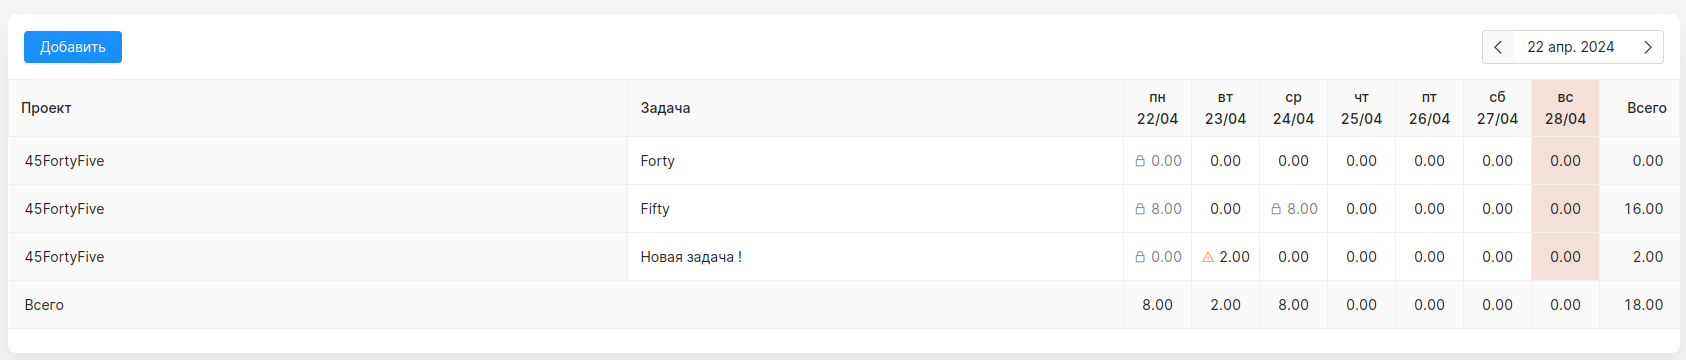 Добавить
22 апр. 2024
Проект Задача пн 22/04 вт 23/04 ср 24/04 чт 25/04 пт 26/04 сб 27/04 вс 28/04 Всего
45FortyFive Forty 0.00 0.00 0.00 0.00 0.00 0.00 0.00 0.00
45FortyFive Fifty 8.00 0.00 8.00 0.00 0.00 0.00 0.00 16.00
45FortyFive Новая задача ! 0.00 2.00 0.00 0.00 0.00 0.00 0.00 2.00
Всего 8.00 2.00 8.00 0.00 0.00 0.00 0.00 18.00